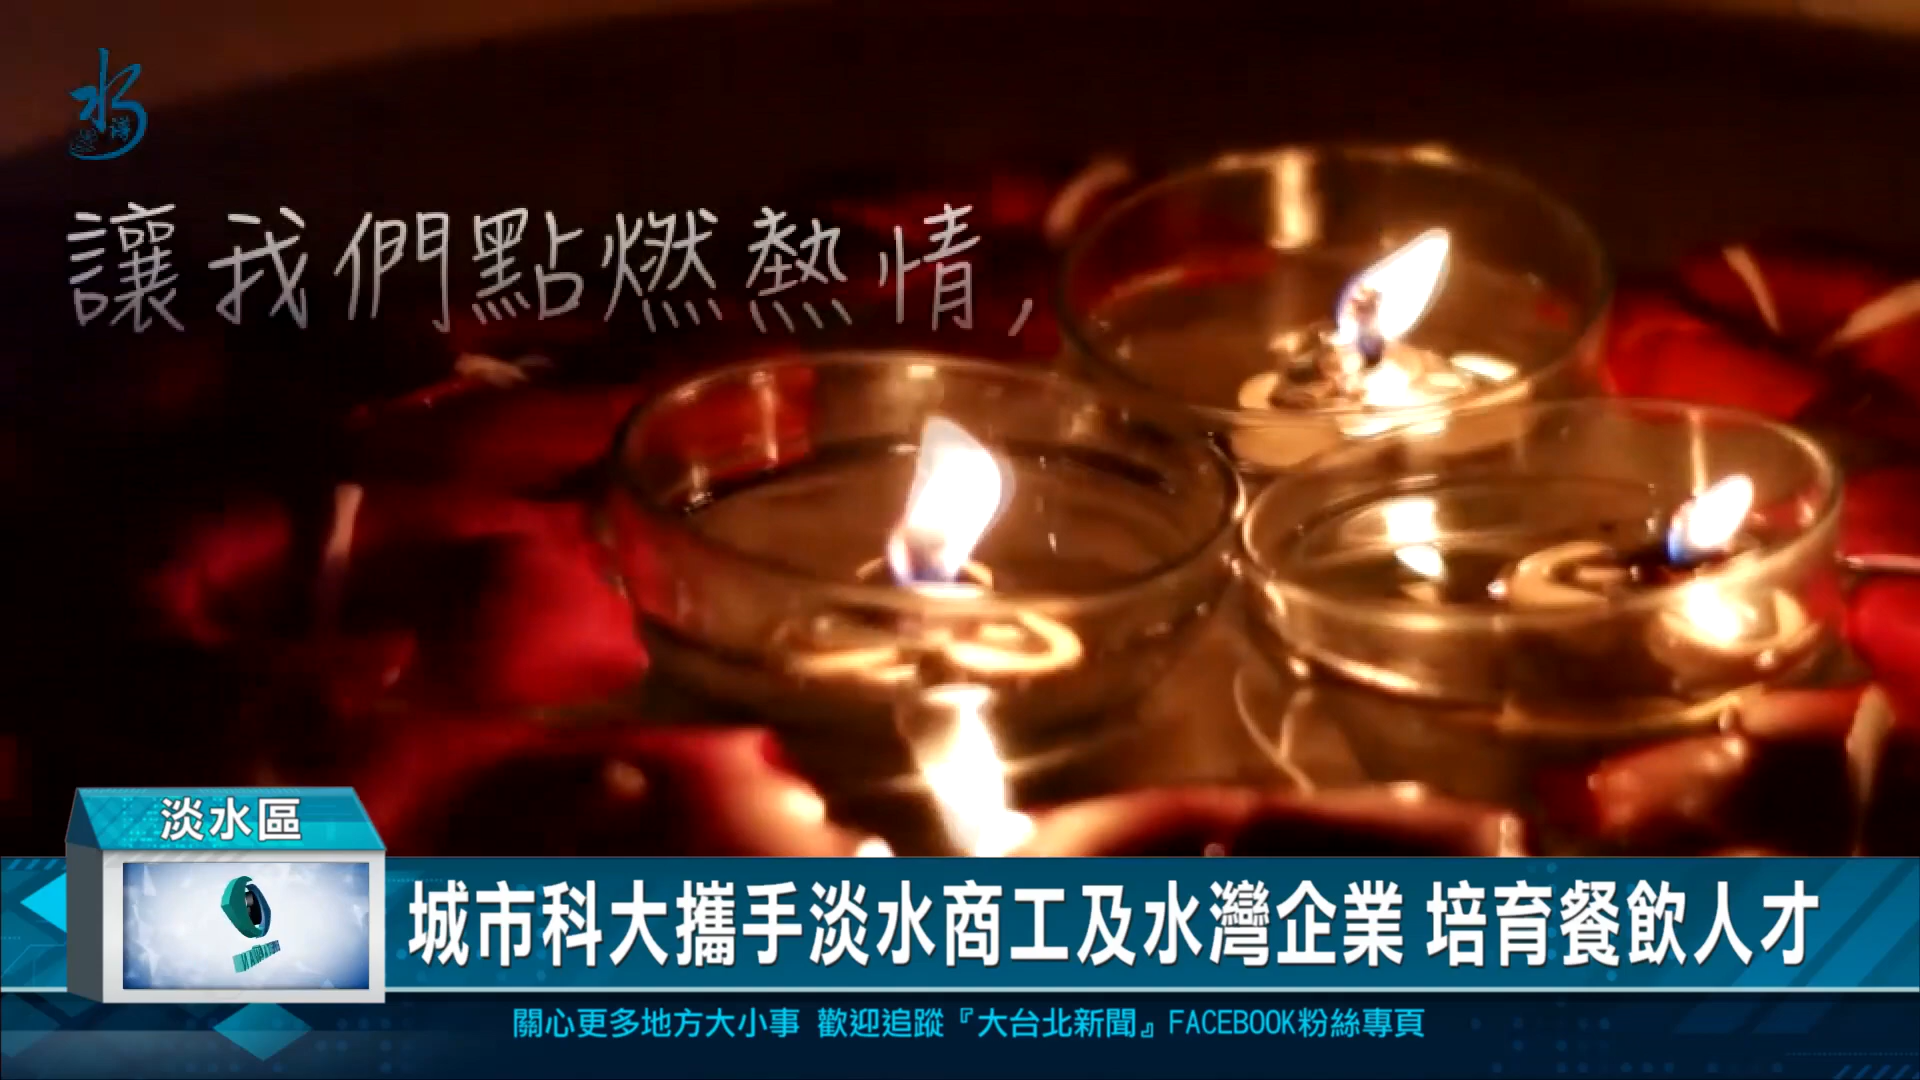 水
讓我們點燃熱情,
淡水區
城市科大攜手淡水商工及水灣企業 培育餐飲人才
關心更多地方大小事 歡迎追蹤『大台北新聞』FACEBOOK粉絲專頁